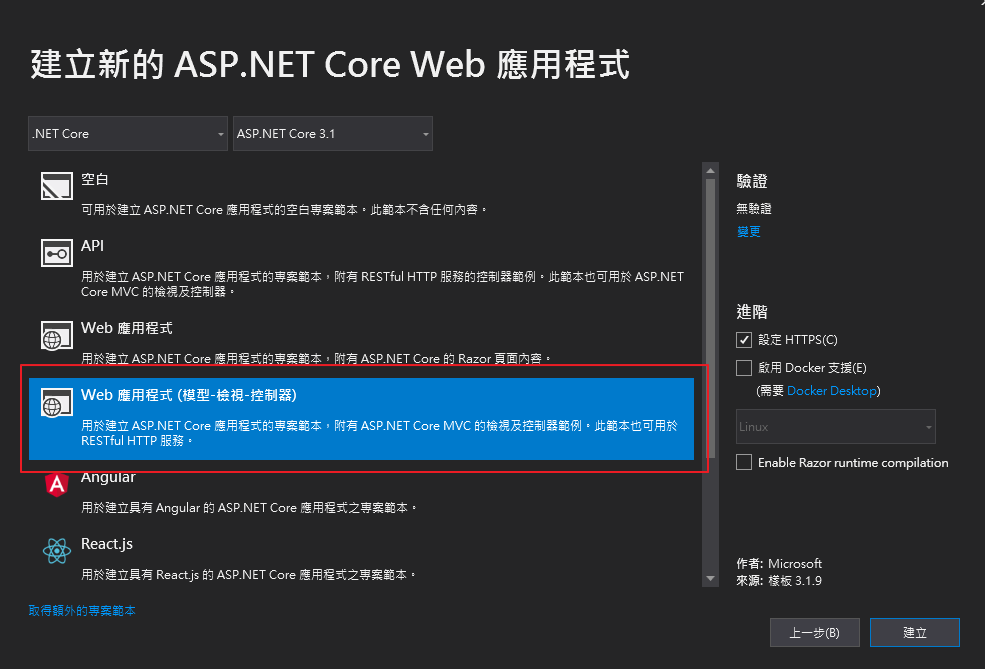 建立新的 ASP.NET Core Web 應用程式
.NET Core
ASP.NET Core 3.1
空白
可用於建立 ASP.NET Core 應用程式的空白專案範本。此範本不含任何內容。
API
用於建立 ASP.NET Core 應用程式的專案範本，附有 RESTful HTTP 服務的控制器範例。此範本也可用於 ASP.NET
Core MVC 的檢視及控制器。
Web 應用程式
用於建立 ASP.NET Core 應用程式的專案範本，附有 ASP.NET Core 的 Razor 頁面內容。
Web 應用程式 (模型-檢視-控制器)
用於建立 ASP.NET Core 應用程式的專案範本，附有 ASP.NET Core MVC 的檢視及控制器範例。此範本也可用於
RESTful HTTP 服務。
Angular
用於建立具有 Angular 的 ASP.NET Core 應用程式之專案範本。
React.js
用於建立具有 React.js 的 ASP.NET Core 應用程式之專案範本。
取得額外的專案範本
驗證
無驗證
變更
進階
設定 HTTPS(C)
啟用 Docker 支援(E)
(需要 Docker Desktop)
Linux
Enable Razor runtime compilation
作者: Microsoft
來源: 樣板 3.1.9
上一步(B)
建立